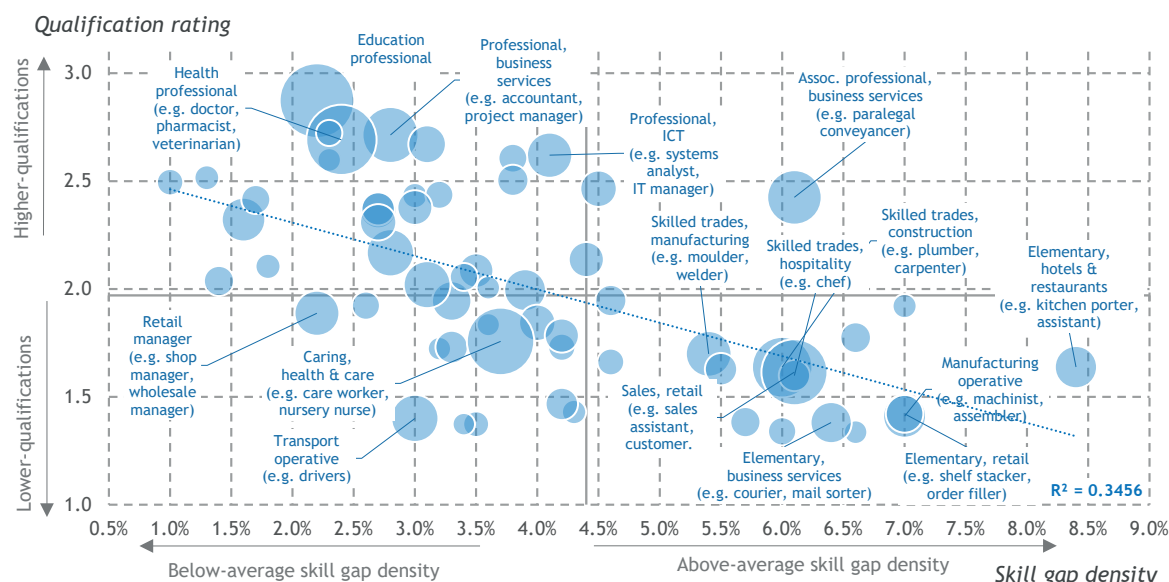 Qualification rating
Higher-qualifications
Lower-qualifications
3.0
2.5
2.0
1.5
1.0
Health
professional
(e.g. doctor,
pharmacist,
veterinarian)
Education
professional
Professional,
business
services
(e.g. accountant,
project manager)
Professional,
ICT
(e.g. systems
analyst,
IT manager)
Assoc. professional,
business services
(e.g. paralegal
conveyancer)
Skilled trades,
manufacturing
(e.g. moulder,
welder)
Skilled trades,
hospitality
(e.g. chef)
Skilled trades,
construction
(e.g. plumber,
carpenter)
Elementary,
hotels &
restaurants
(e.g. kitchen porter,
assistant)
Retail
manager
(e.g. shop
manager,
wholesale
manager)
Caring,
health & care
(e.g. care worker,
nursery nurse)
Transport
operative
(e.g. drivers)
Sales, retail
(e.g. sales
assistant,
customer.
Manufacturing
operative
(e.g. machinist,
assembler)
Elementary,
business services
(e.g. courier, mail sorter)
Elementary, retail
(e.g. shelf stacker,
order filler)
R² = 0.3456
0.5% 1.0% 1.5% 2.0% 2.5% 3.0% 3.5% 4.0% 4.5% 5.0% 5.5% 6.0% 6.5% 7.0% 7.5% 8.0% 8.5% 9.0%
Below-average skill gap density
Above-average skill gap density
Skill gap density